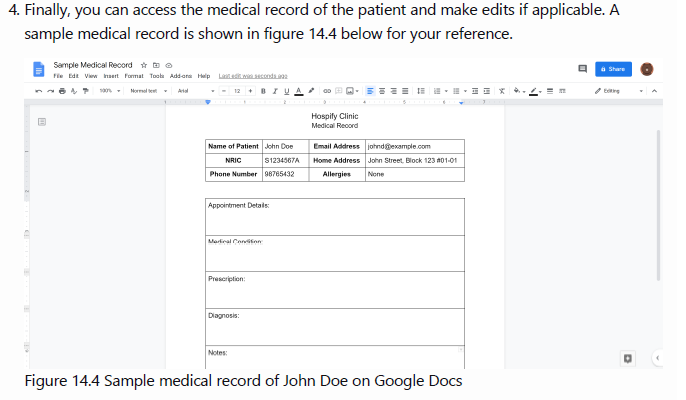 4. Finally, you can access the medical record of the patient and make edits if applicable. A
sample medical record is shown in figure 14.4 below for your reference.
Sample Medical Record
File Edit View Insert Format Tools Add-ons Help Last edit was seconds ago
Share
100% Normal text Arial 12 B I U A Editing
Hospify Clinic
Medical Record
Name of Patient John Doe Email Address johnd@example.com
NRIC S1234567A Home Address John Street, Block 123 #01-01
Phone Number 98765432 Allergies None
Appointment Details:
Medical Condition:
Prescription:
Diagnosis:
Notes:
Figure 14.4 Sample medical record of John Doe on Google Docs